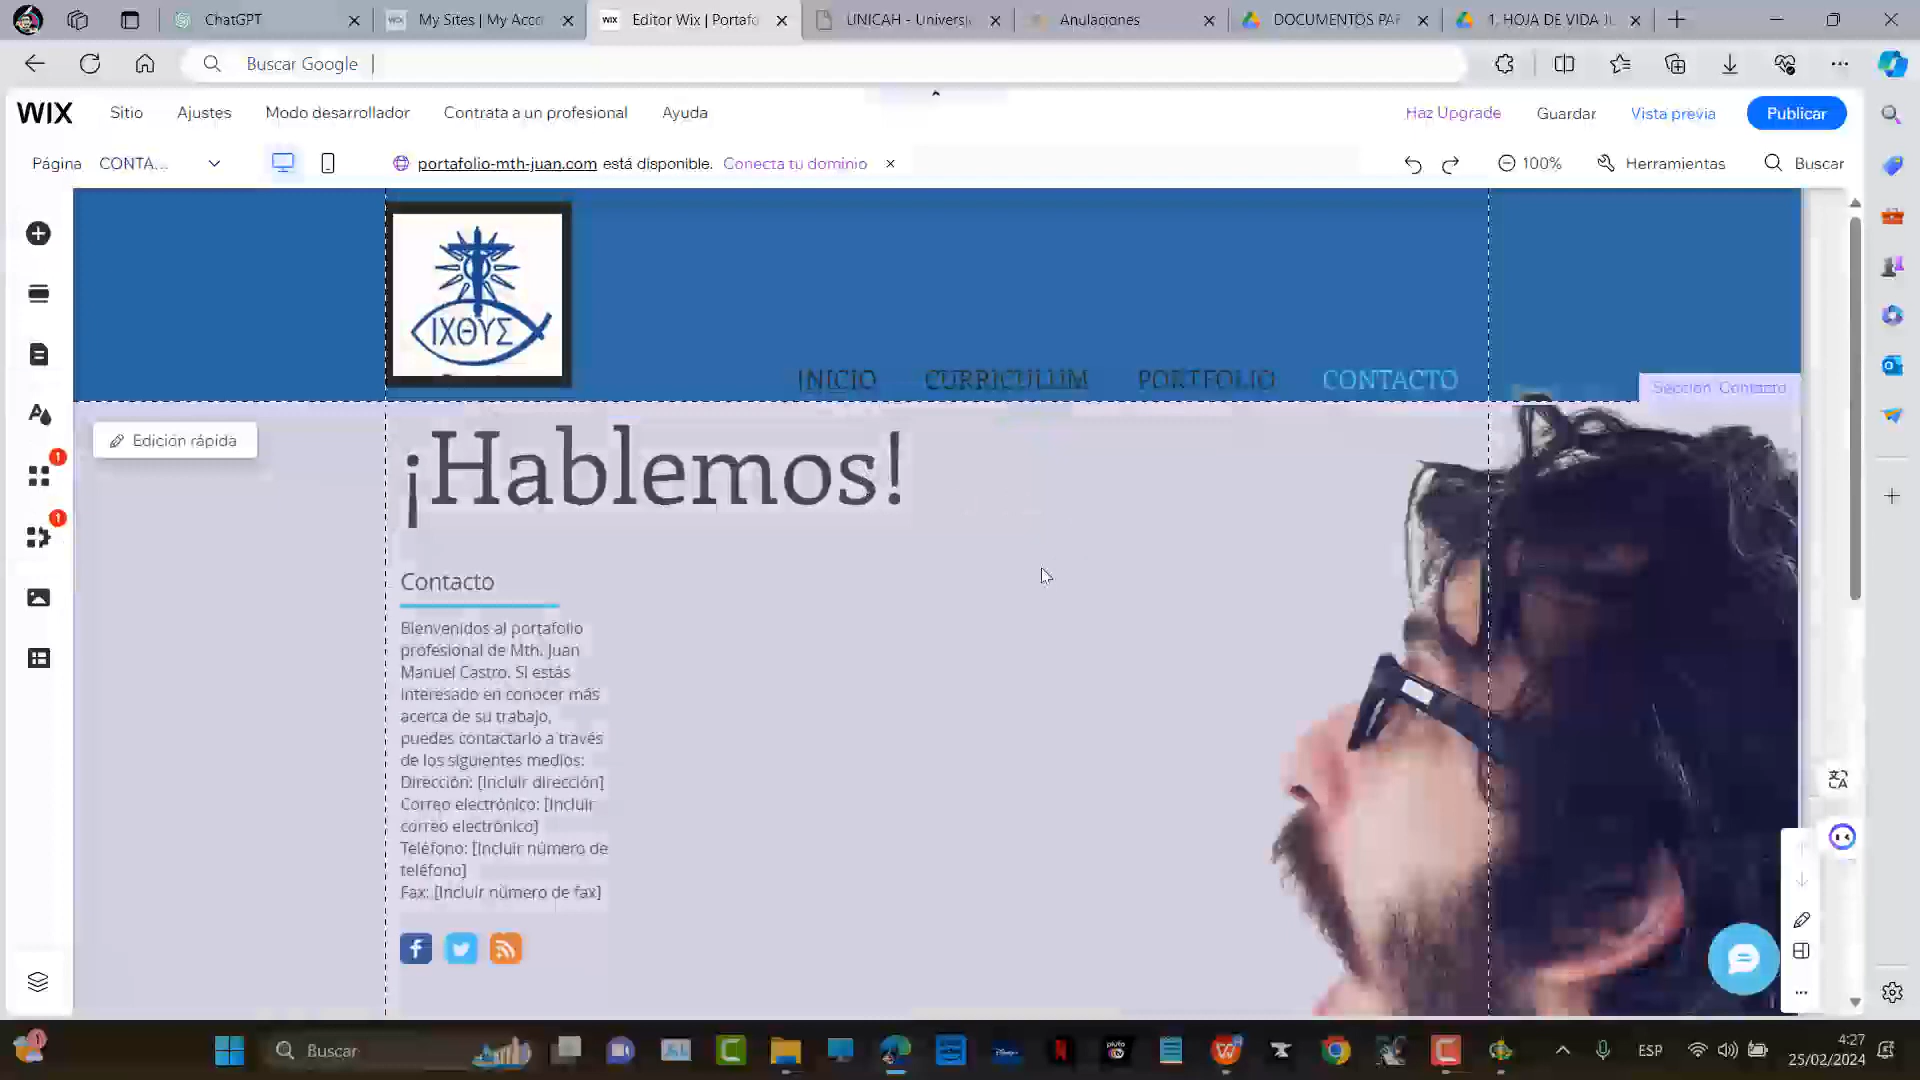 ChatGPT
My Sites | My Acco
Editor Wix | Portafo
UNICAH - Universi
Anulaciones
DOCUMENTOS PAR
1. HOJA DE VIDA JU
Buscar Google
WIX
Sitio
Ajustes
Modo desarrollador
Contrata a un profesional
Ayuda
Haz Upgrade
Guardar
Vista previa
Publicar
Página
CONTA...
portafolio-mth-juan.com está disponible. Conecta tu dominio
100%
Herramientas
Buscar
ΙΧΘΥΣ
INICIO
CURRICULUM
PORTFOLIO
CONTACTO
Sección Contacto
Edición rápida
¡Hablemos!
Contacto
Bienvenidos al portafolio
profesional de Mth. Juan
Manuel Castro. Si estás
interesado en conocer más
acerca de su trabajo,
puedes contactarlo a través
de los siguientes medios:
Dirección: [Incluir dirección]
Correo electrónico: [Incluir
correo electrónico]
Teléfono: [Incluir número de
teléfono]
Fax: [Incluir número de fax]
1
1
1
Buscar
ESP
4:27
25/02/2024